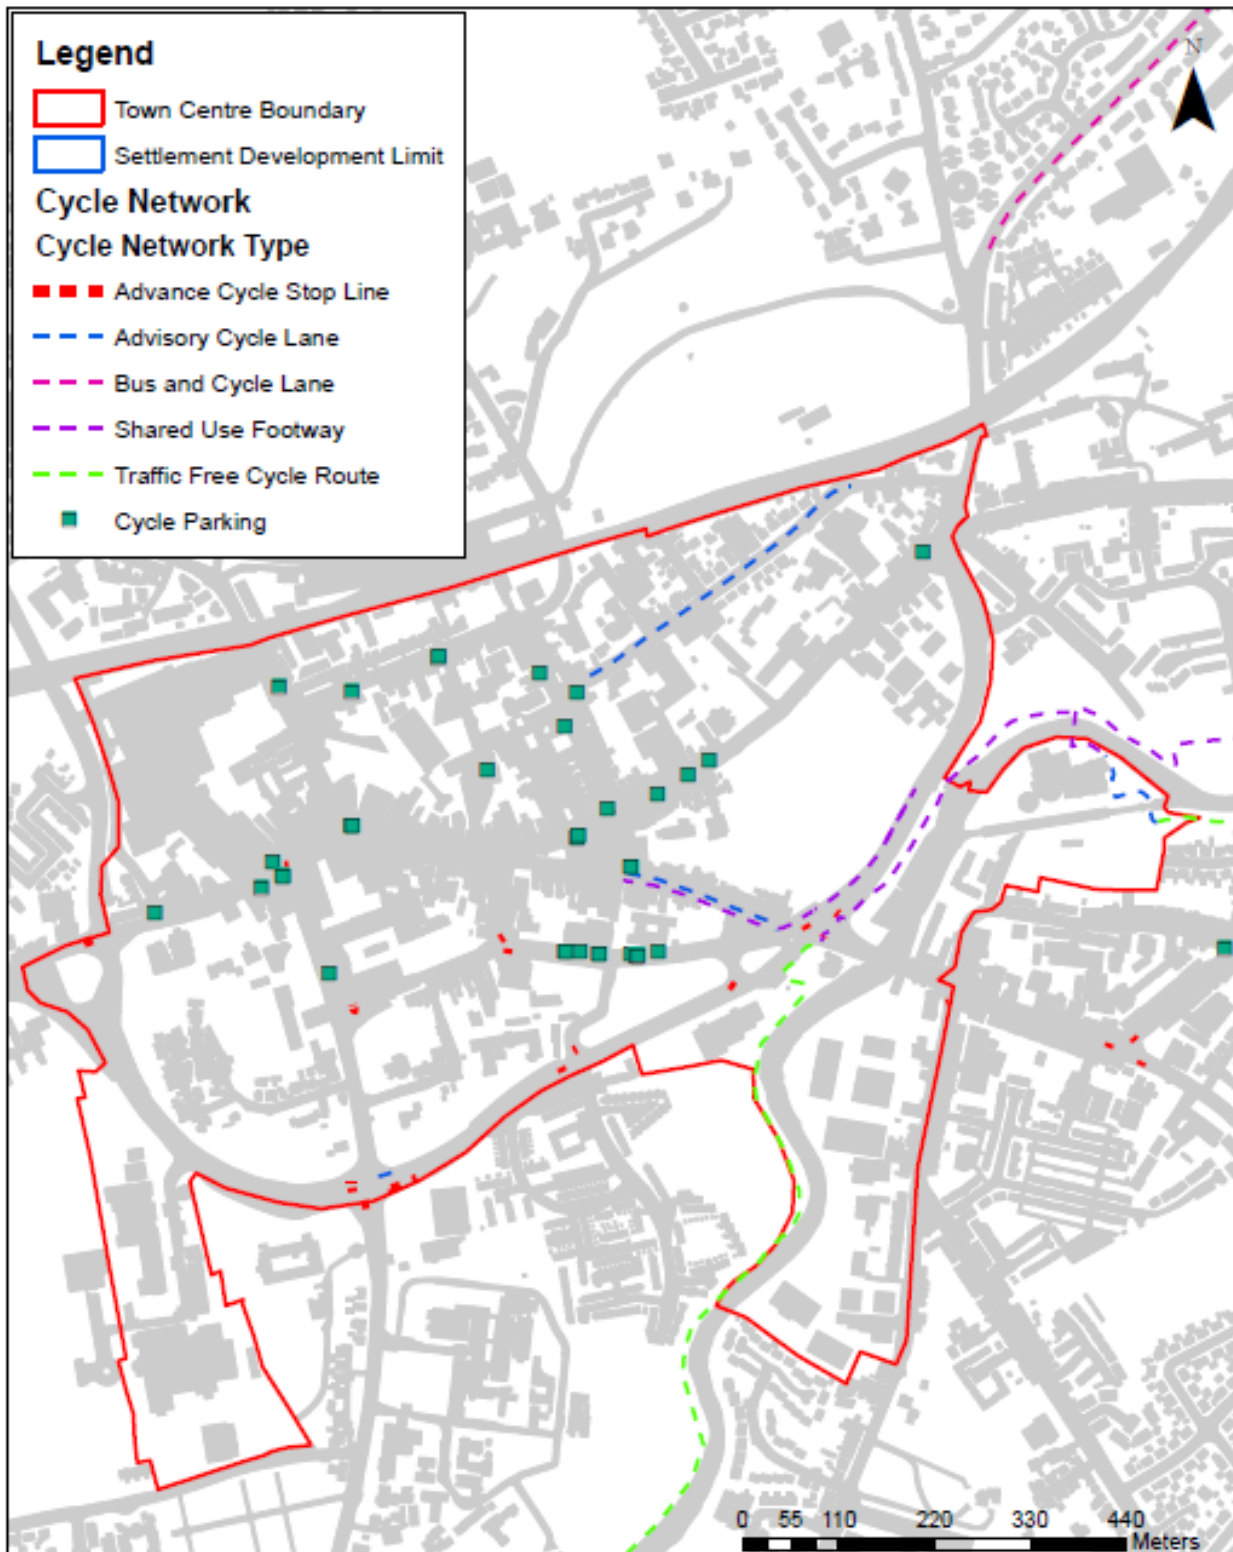 Legend
Town Centre Boundary
Settlement Development Limit
Cycle Network
Cycle Network Type
Advance Cycle Stop Line
Advisory Cycle Lane
Bus and Cycle Lane
Shared Use Footway
Traffic Free Cycle Route
Cycle Parking
N
0 55 110 220 330 440
Meters